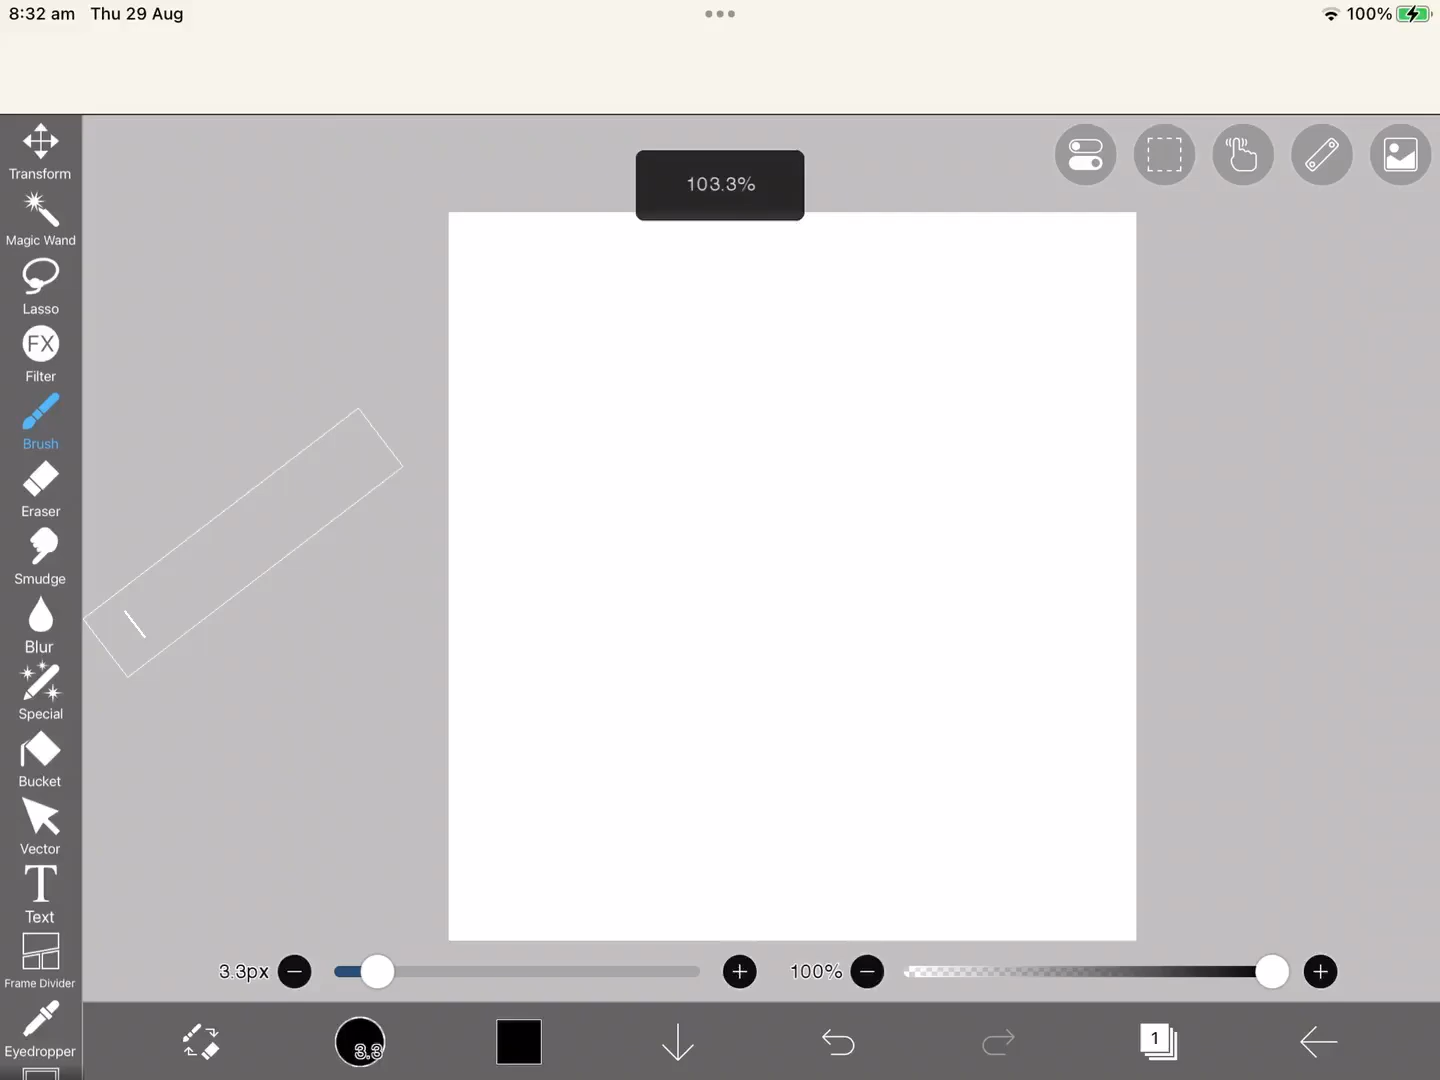 8:32 am Thu 29 Aug
100%
Transform
103.3%
Magic Wand
Lasso
FX
Filter
Brush
Eraser
Smudge
Blur
Special
Bucket
Vector
T
Text
Frame Divider
3.3px
100%
Eyedropper
3.3
1